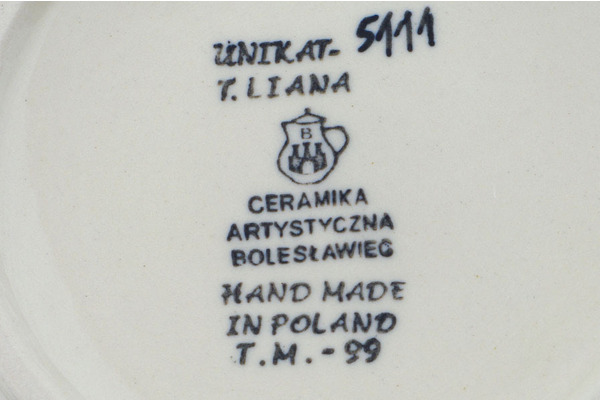 UNIKAT- 5111
T. LIANA
B
CERAMIKA
ARTYSTYCZNA
BOLESŁAWIEC
HAND MADE
IN POLAND
T.M.-99